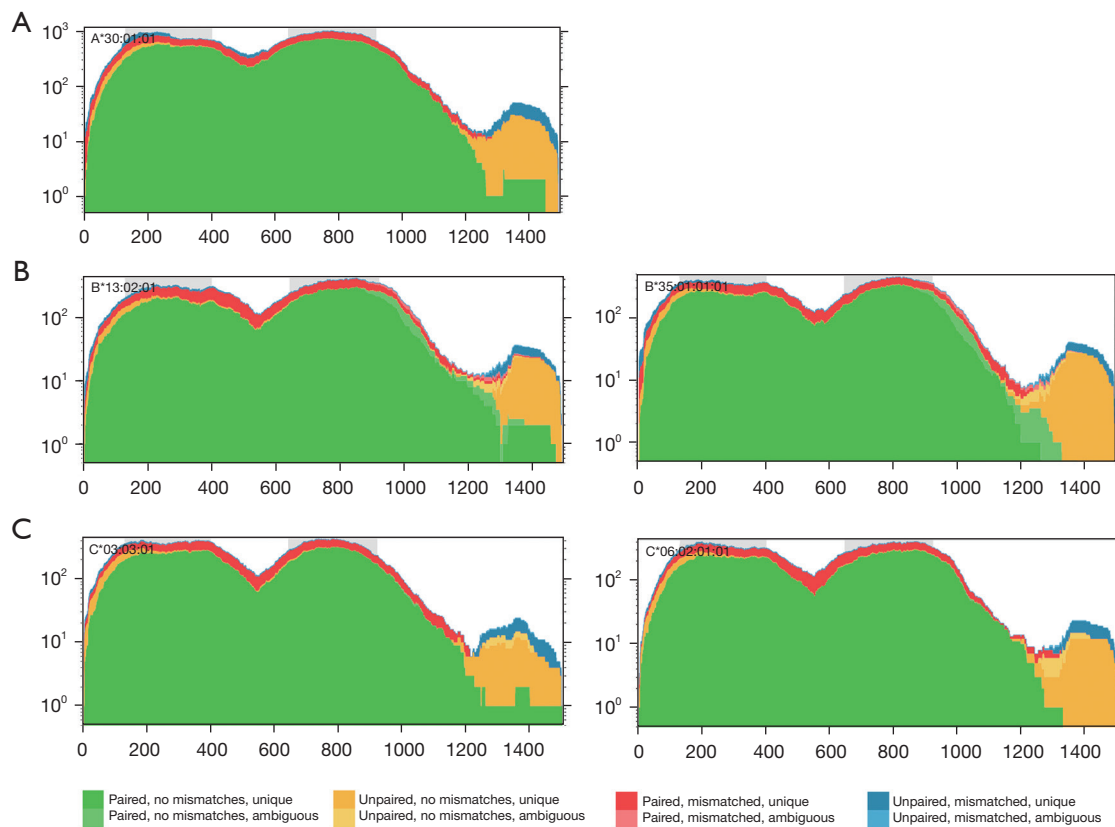 A
A*30:01:01
10³
10²
10¹
10⁰
0 200 400 600 800 1000 1200 1400
B
B*13:02:01
10²
10¹
10⁰
0 200 400 600 800 1000 1200 1400
B*35:01:01:01
10²
10¹
10⁰
0 200 400 600 800 1000 1200 1400
C
C*03:03:01
10²
10¹
10⁰
0 200 400 600 800 1000 1200 1400
C*06:02:01:01
10²
10¹
10⁰
0 200 400 600 800 1000 1200 1400
Paired, no mismatches, unique
Paired, no mismatches, ambiguous
Unpaired, no mismatches, unique
Unpaired, no mismatches, ambiguous
Paired, mismatched, unique
Paired, mismatched, ambiguous
Unpaired, mismatched, unique
Unpaired, mismatched, ambiguous